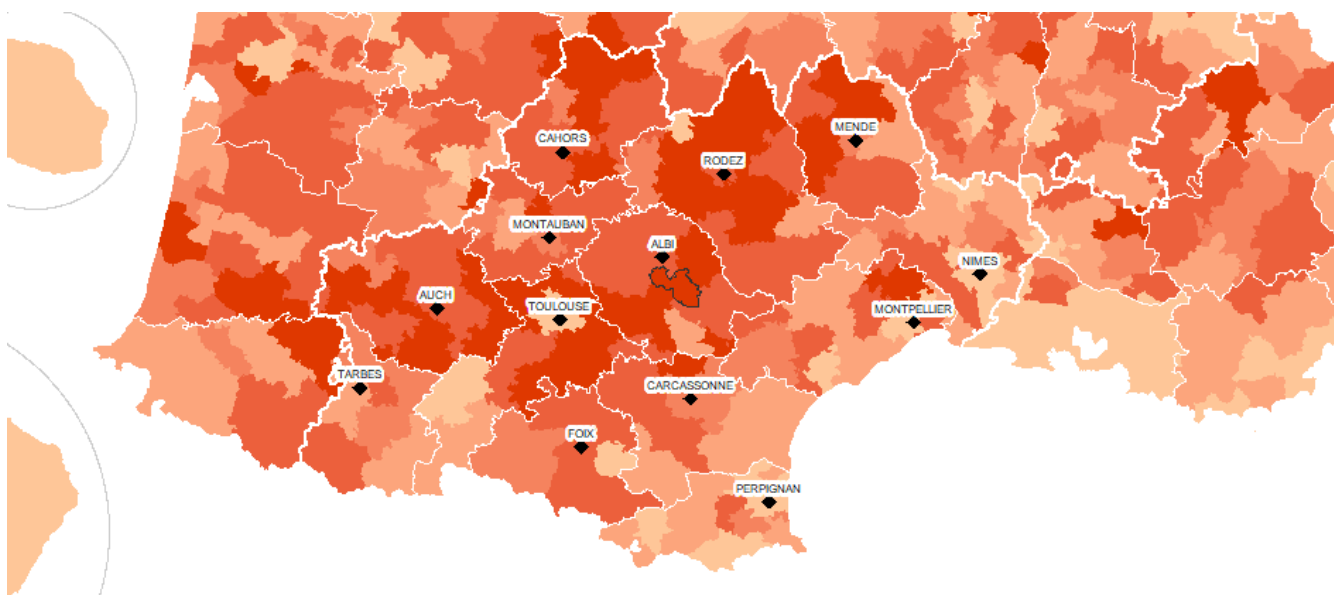 MENDE
CAHORS
RODEZ
MONTAUBAN
ALBI
NIMES
AUCH
TOULOUSE
MONTPELLIER
TARBES
CARCASSONNE
FOIX
PERPIGNAN